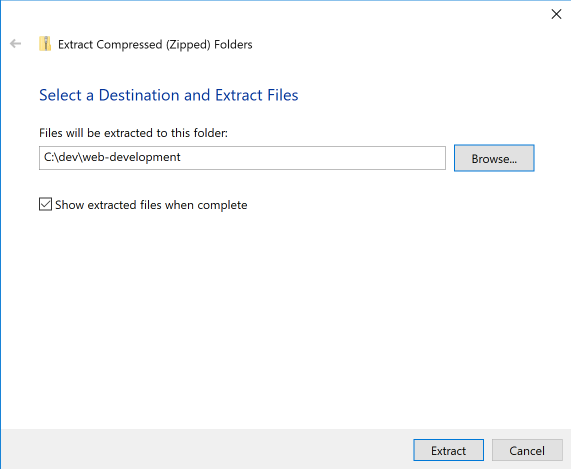 Extract Compressed (Zipped) Folders
Select a Destination and Extract Files
Files will be extracted to this folder:
C:\dev\web-development
Browse...
Show extracted files when complete
Extract
Cancel